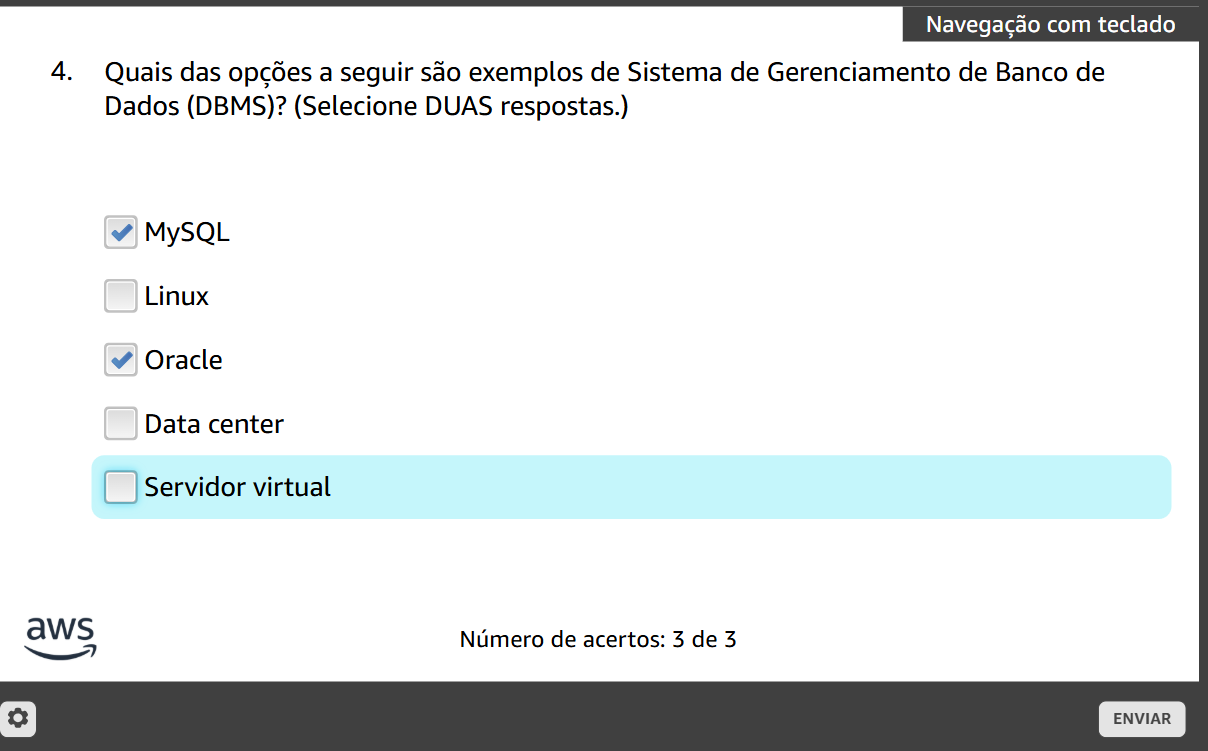 Navegação com teclado
4. Quais das opções a seguir são exemplos de Sistema de Gerenciamento de Banco de
Dados (DBMS)? (Selecione DUAS respostas.)
MySQL
Linux
Oracle
Data center
Servidor virtual
aws
Número de acertos: 3 de 3
ENVIAR